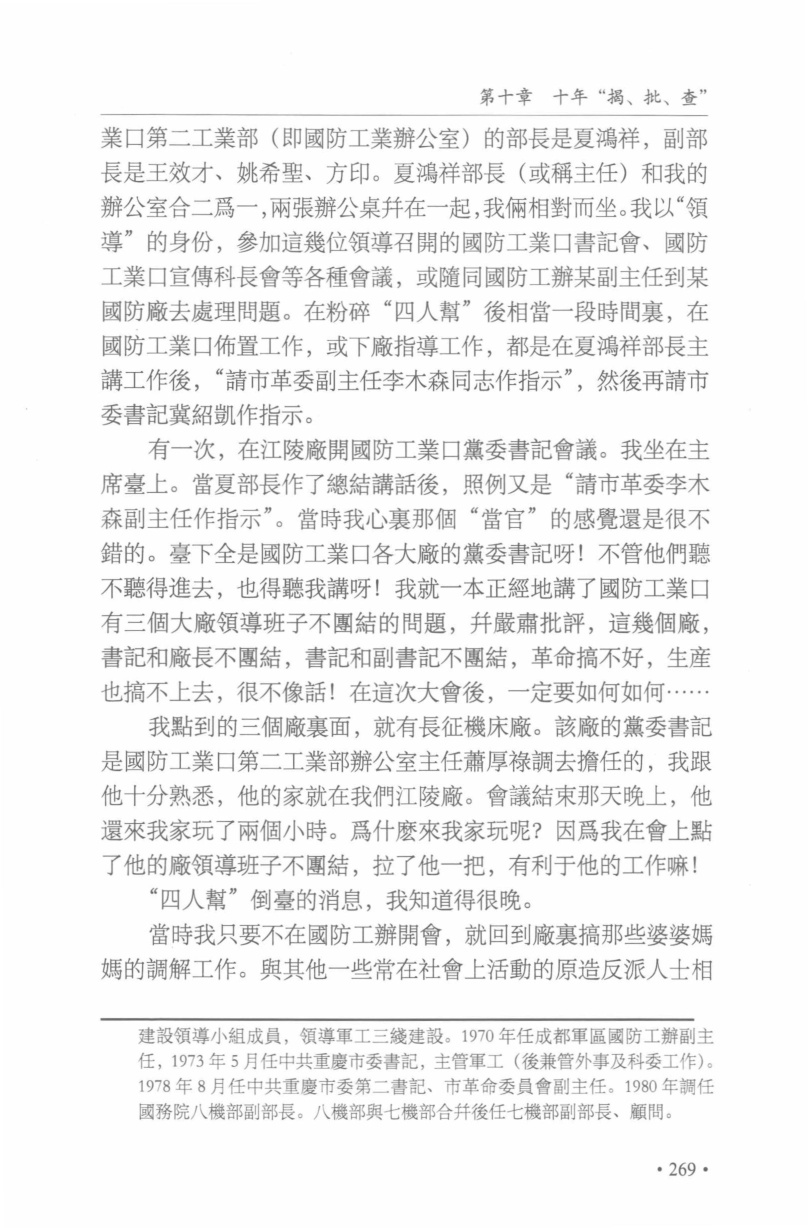 第十章　十年“揭、批、查”
業口第二工業部（即國防工業辦公室）的部長是夏鴻祥，副部
長是王效才、姚希聖、方印。夏鴻祥部長（或稱主任）和我的
辦公室合二爲一，兩張辦公桌幷在一起，我倆相對而坐。我以“領
導”的身份，參加這幾位領導召開的國防工業口書記會、國防
工業口宣傳科長會等各種會議，或隨同國防工辦某副主任到某
國防廠去處理問題。在粉碎“四人幫”後相當一段時間裏，在
國防工業口佈置工作，或下廠指導工作，都是在夏鴻祥部長主
講工作後，“請市革委副主任李木森同志作指示”，然後再請市
委書記冀紹凱作指示。
有一次，在江陵廠開國防工業口黨委書記會議。我坐在主
席臺上。當夏部長作了總結講話後，照例又是“請市革委李木
森副主任作指示”。當時我心裏那個“當官”的感覺還是很不
錯的。臺下全是國防工業口各大廠的黨委書記呀！不管他們聽
不聽得進去，也得聽我講呀！我就一本正經地講了國防工業口
有三個大廠領導班子不團結的問題，幷嚴肅批評，這幾個廠，
書記和廠長不團結，書記和副書記不團結，革命搞不好，生産
也搞不上去，很不像話！在這次大會後，一定要如何如何……
我點到的三個廠裏面，就有長征機床廠。該廠的黨委書記
是國防工業口第二工業部辦公室主任蕭厚祿調去擔任的，我跟
他十分熟悉，他的家就在我們江陵廠。會議結束那天晚上，他
還來我家玩了兩個小時。爲什麼來我家玩呢？因爲我在會上點
了他的廠領導班子不團結，拉了他一把，有利于他的工作嘛！
“四人幫”倒臺的消息，我知道得很晚。
當時我只要不在國防工辦開會，就回到廠裏搞那些婆婆媽
媽的調解工作。與其他一些常在社會上活動的原造反派人士相
建設領導小組成員，領導軍工三綫建設。1970 年任成都軍區國防工辦副主
任，1973 年 5 月任中共重慶市委書記，主管軍工（後兼管外事及科委工作）。
1978 年 8 月任中共重慶市委第二書記、市革命委員會副主任。1980 年調任
國務院八機部副部長。八機部與七機部合幷後任七機部副部長、顧問。
·269·